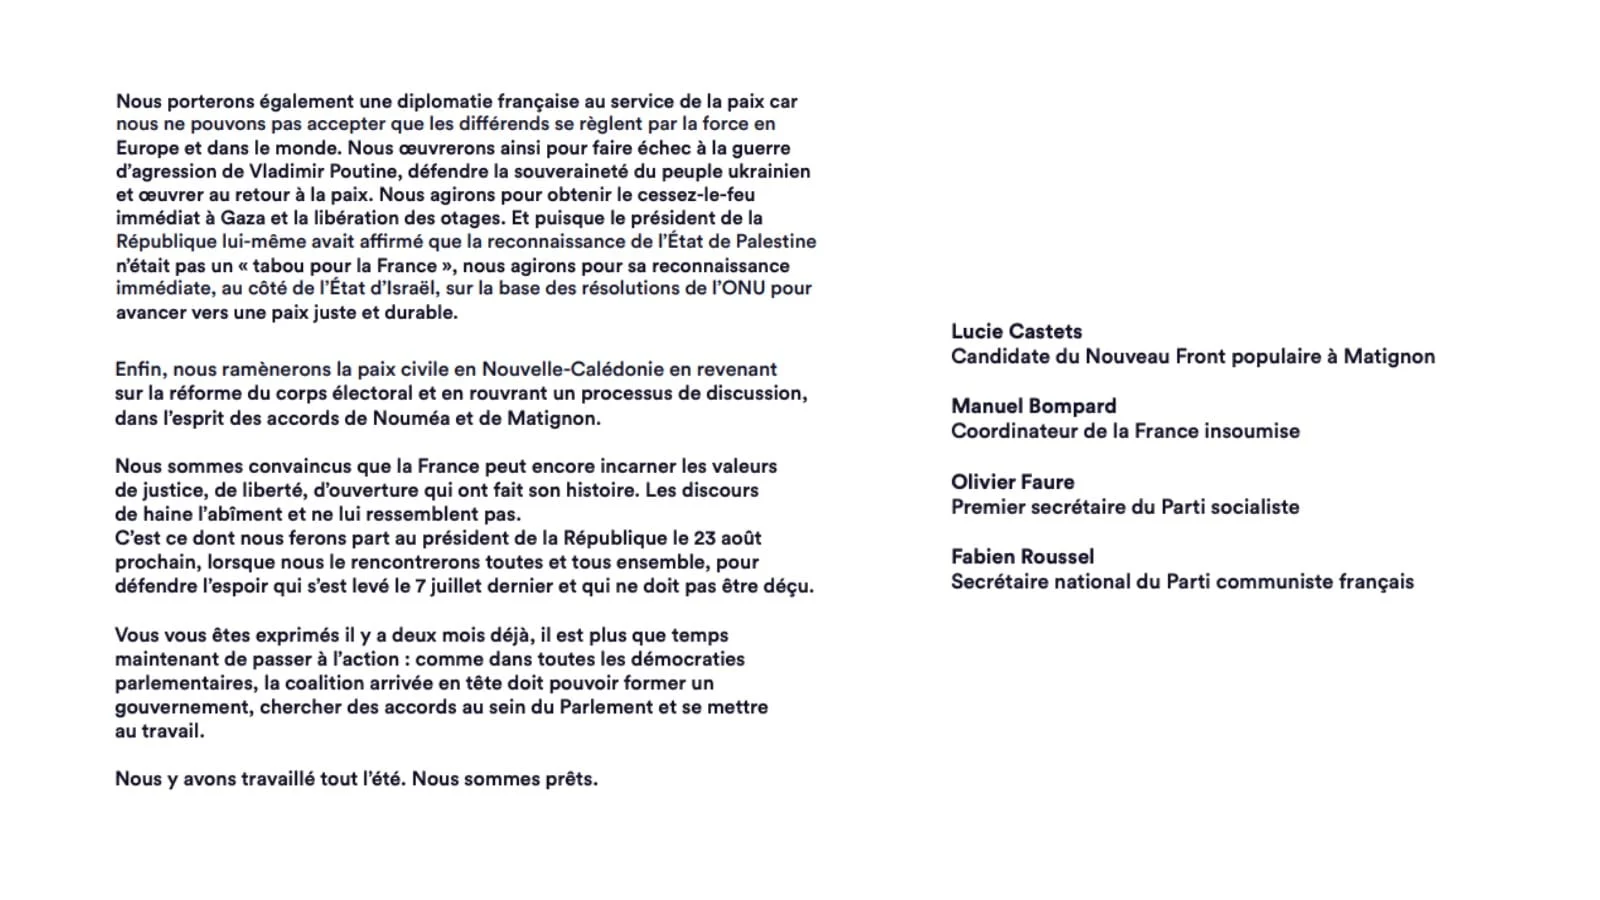 Nous porterons également une diplomatie française au service de la paix car
nous ne pouvons pas accepter que les différends se règlent par la force en
Europe et dans le monde. Nous œuvrerons ainsi pour faire échec à la guerre
d’agression de Vladimir Poutine, défendre la souveraineté du peuple ukrainien
et œuvrer au retour à la paix. Nous agirons pour obtenir le cessez-le-feu
immédiat à Gaza et la libération des otages. Et puisque le président de la
République lui-même avait affirmé que la reconnaissance de l’État de Palestine
n’était pas un « tabou pour la France », nous agirons pour sa reconnaissance
immédiate, au côté de l’État d’Israël, sur la base des résolutions de l’ONU pour
avancer vers une paix juste et durable.
Enfin, nous ramènerons la paix civile en Nouvelle-Calédonie en revenant
sur la réforme du corps électoral et en rouvrant un processus de discussion,
dans l’esprit des accords de Nouméa et de Matignon.
Nous sommes convaincus que la France peut encore incarner les valeurs
de justice, de liberté, d’ouverture qui ont fait son histoire. Les discours
de haine l’abîment et ne lui ressemblent pas.
C’est ce dont nous ferons part au président de la République le 23 août
prochain, lorsque nous le rencontrerons toutes et tous ensemble, pour
défendre l’espoir qui s’est levé le 7 juillet dernier et qui ne doit pas être déçu.
Vous vous êtes exprimés il y a deux mois déjà, il est plus que temps
maintenant de passer à l’action : comme dans toutes les démocraties
parlementaires, la coalition arrivée en tête doit pouvoir former un
gouvernement, chercher des accords au sein du Parlement et se mettre
au travail.
Nous y avons travaillé tout l’été. Nous sommes prêts.
Lucie Castets
Candidate du Nouveau Front populaire à Matignon
Manuel Bompard
Coordinateur de la France insoumise
Olivier Faure
Premier secrétaire du Parti socialiste
Fabien Roussel
Secrétaire national du Parti communiste français